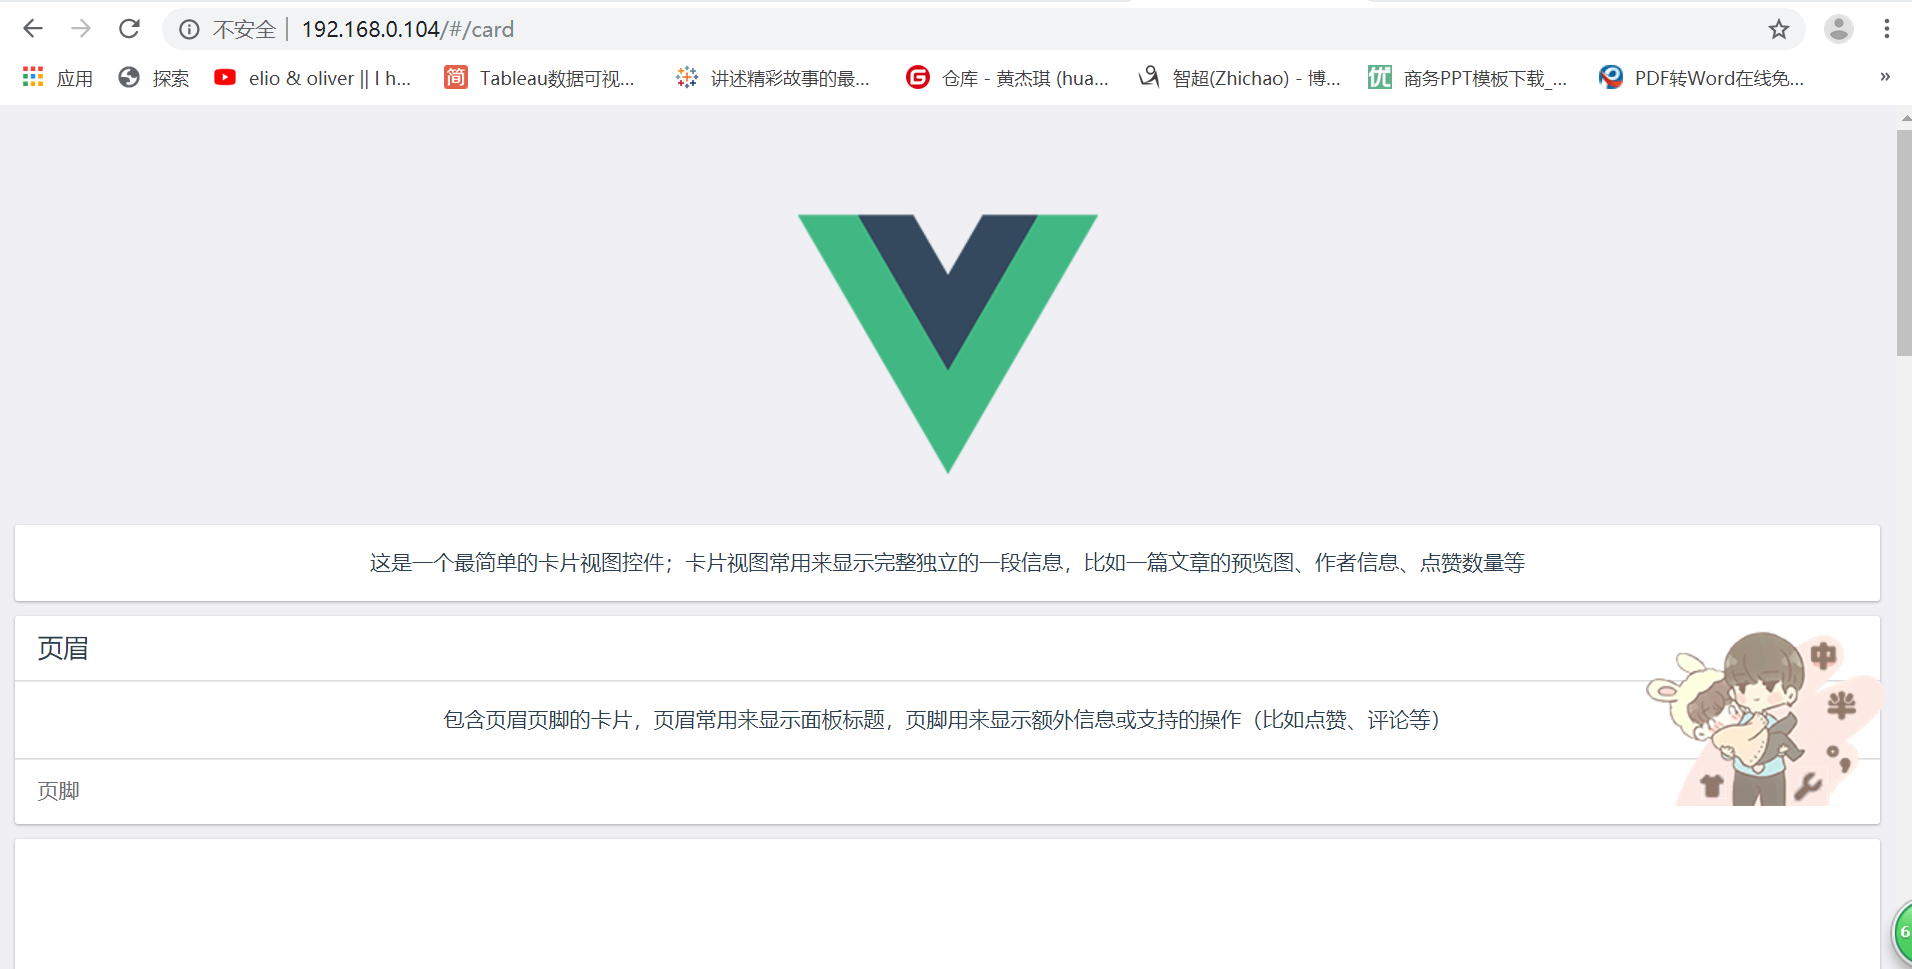 不安全 192.168.0.104/#/card
应用 探索 elio & oliver || I h... 简 Tableau数据可视... 讲述精彩故事的最... G 仓库 - 黄杰琪 (hua... 智超(Zhichao) - 博... 优 商务PPT模板下载_... PDF转Word在线免... »
这是一个最简单的卡片视图控件；卡片视图常用来显示完整独立的一段信息，比如一篇文章的预览图、作者信息、点赞数量等
页眉
中
包含页眉页脚的卡片，页眉常用来显示面板标题，页脚用来显示额外信息或支持的操作（比如点赞、评论等）
半
页脚
6